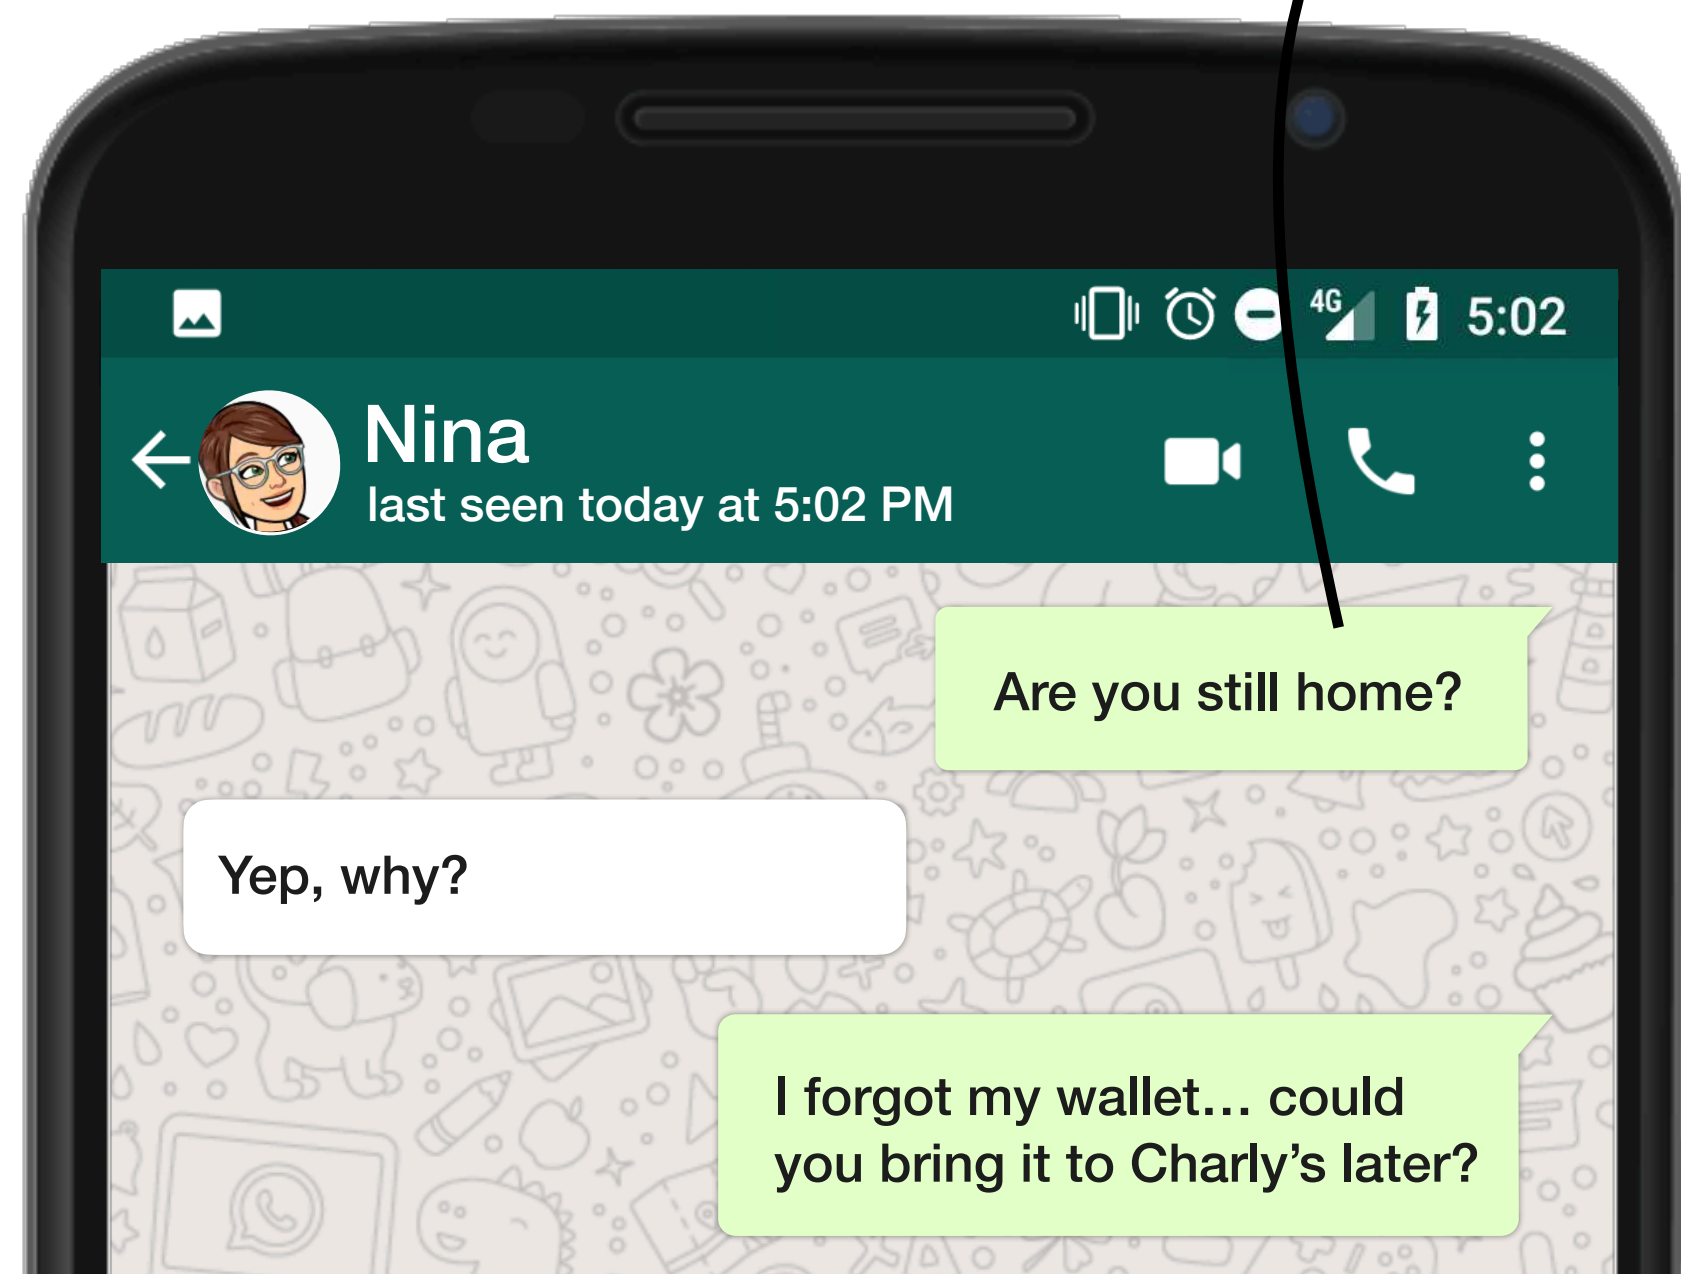 4G 5:02
Nina
last seen today at 5:02 PM
Are you still home?
Yep, why?
I forgot my wallet… could
you bring it to Charly’s later?